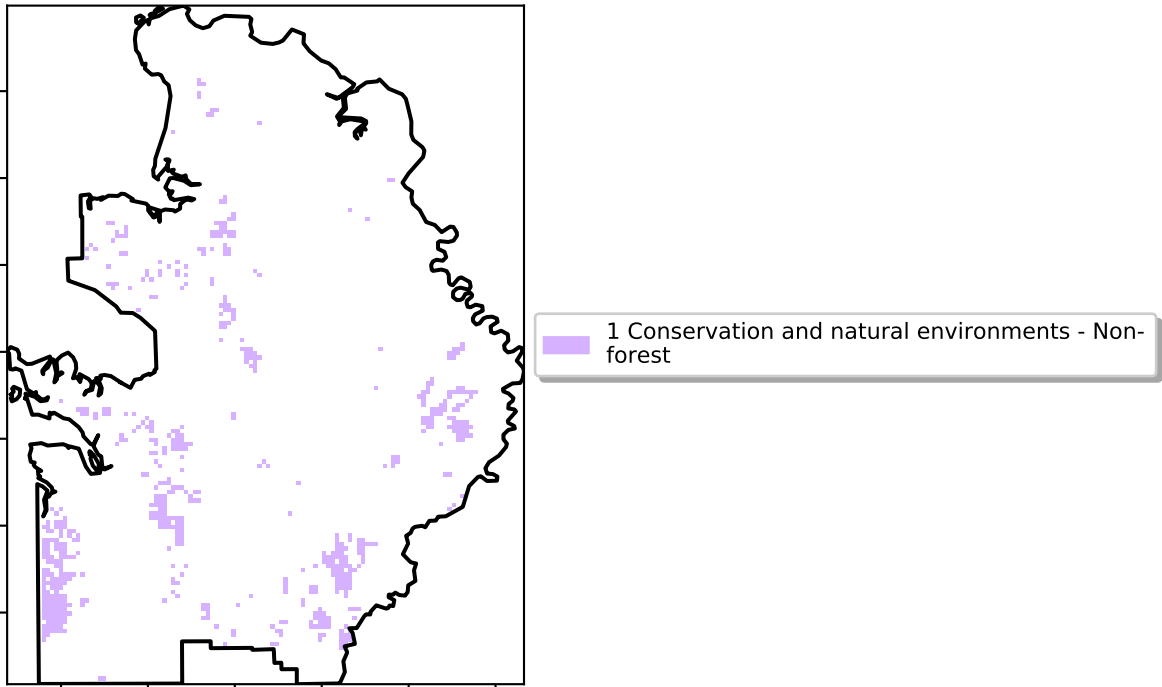 1 Conservation and natural environments - Non-
forest